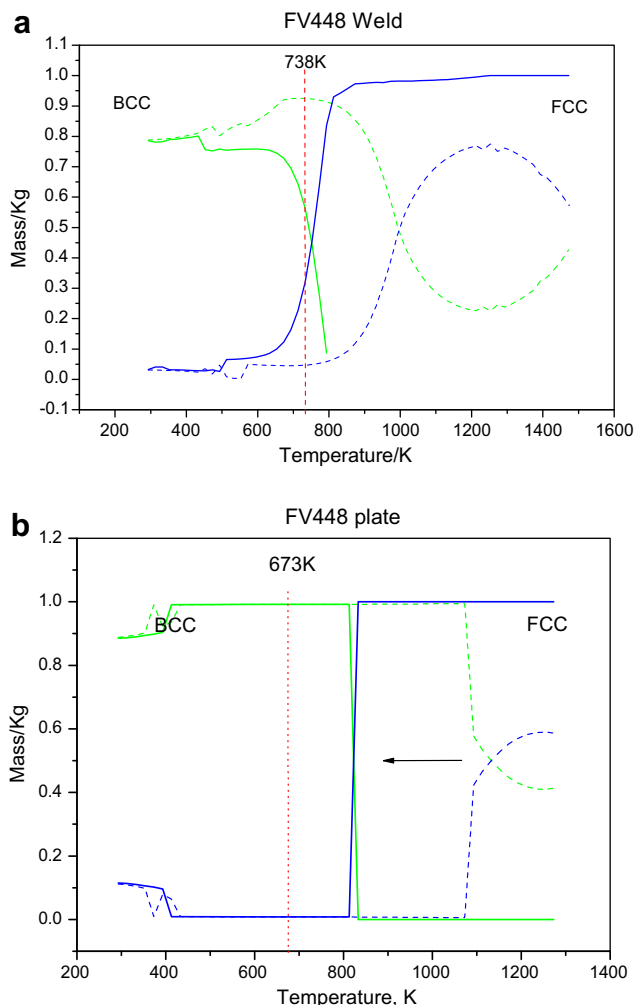 a
FV448 Weld
1.1
1.0
0.9
0.8
0.7
0.6
0.5
0.4
0.3
0.2
0.1
0.0
-0.1
Mass/Kg
738K
BCC
FCC
200 400 600 800 1000 1200 1400 1600
Temperature/K
b
FV448 plate
1.2
1.0
0.8
0.6
0.4
0.2
0.0
Mass/Kg
673K
BCC
FCC
200 400 600 800 1000 1200 1400
Temperature, K